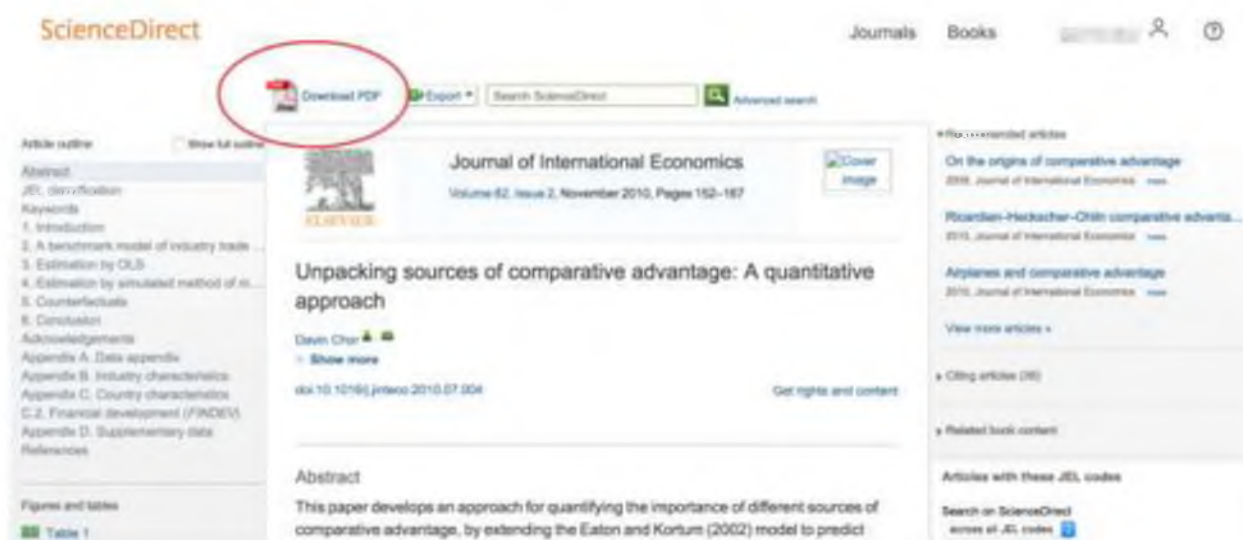 ScienceDirect
Journals Books
Download PDF
Export
Search ScienceDirect
Advanced search
Article outline
Show full outline
Abstract
JEL classification
Keywords
1. Introduction
2. A benchmark model of industry trade ...
3. Estimation by OLS
4. Estimation by simulated method of m...
5. Counterfactuals
6. Conclusion
Acknowledgements
Appendix A. Data appendix
Appendix B. Industry characteristics
Appendix C. Country characteristics
C.2. Financial development (FINDEV)
Appendix D. Supplementary data
References
Figures and tables
Table 1
ELSEVIER
Journal of International Economics
Volume 82, Issue 2, November 2010, Pages 152–167
Cover image
Unpacking sources of comparative advantage: A quantitative
approach
Davin Chor
Show more
doi:10.1016/j.jinteco.2010.07.004
Get rights and content
Abstract
This paper develops an approach for quantifying the importance of different sources of
comparative advantage, by extending the Eaton and Kortum (2002) model to predict
Recommended articles
On the origins of comparative advantage
2009, Journal of International Economics more
Ricardian–Heckscher–Ohlin comparative advanta...
2010, Journal of International Economics more
Airplanes and comparative advantage
2010, Journal of International Economics more
View more articles »
Citing articles
Related book content
Articles with these JEL codes
Search on ScienceDirect
across all JEL codes